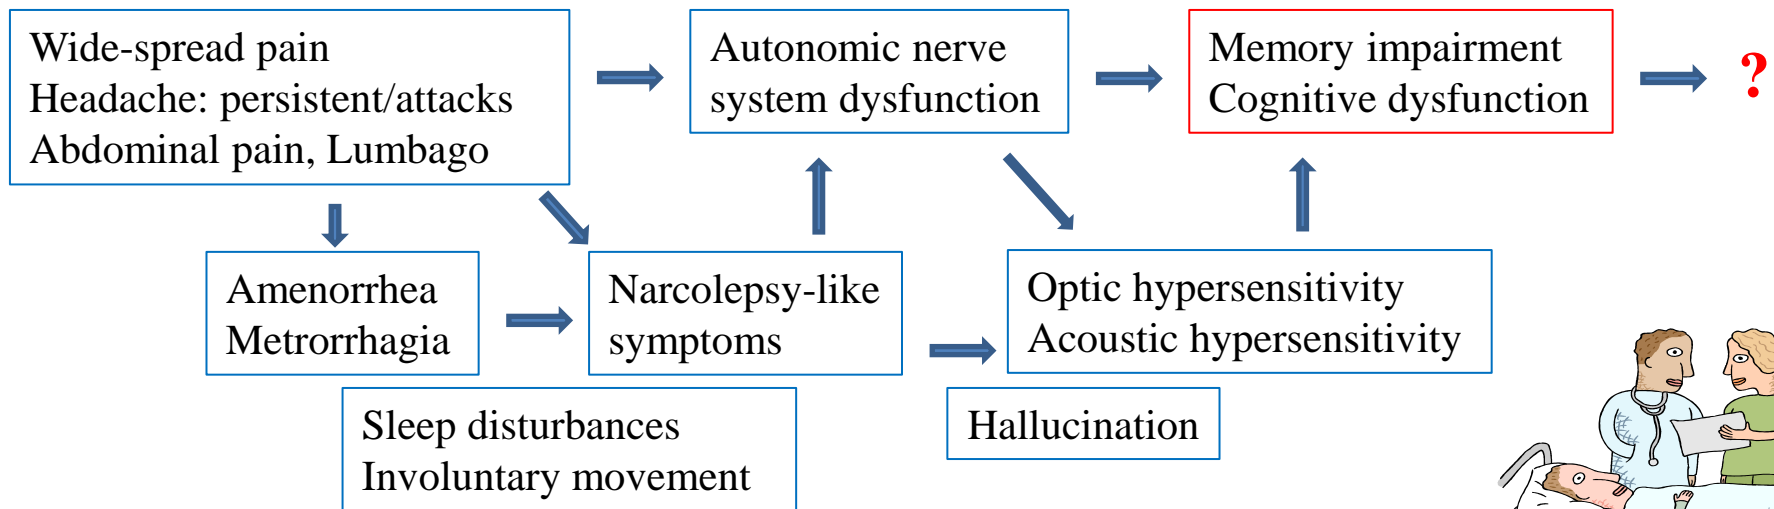 Wide-spread pain
Headache: persistent/attacks
Abdominal pain, Lumbago
Autonomic nerve
system dysfunction
Memory impairment
Cognitive dysfunction
?
Amenorrhea
Metrorrhagia
Narcolepsy-like
symptoms
Optic hypersensitivity
Acoustic hypersensitivity
Sleep disturbances
Involuntary movement
Hallucination